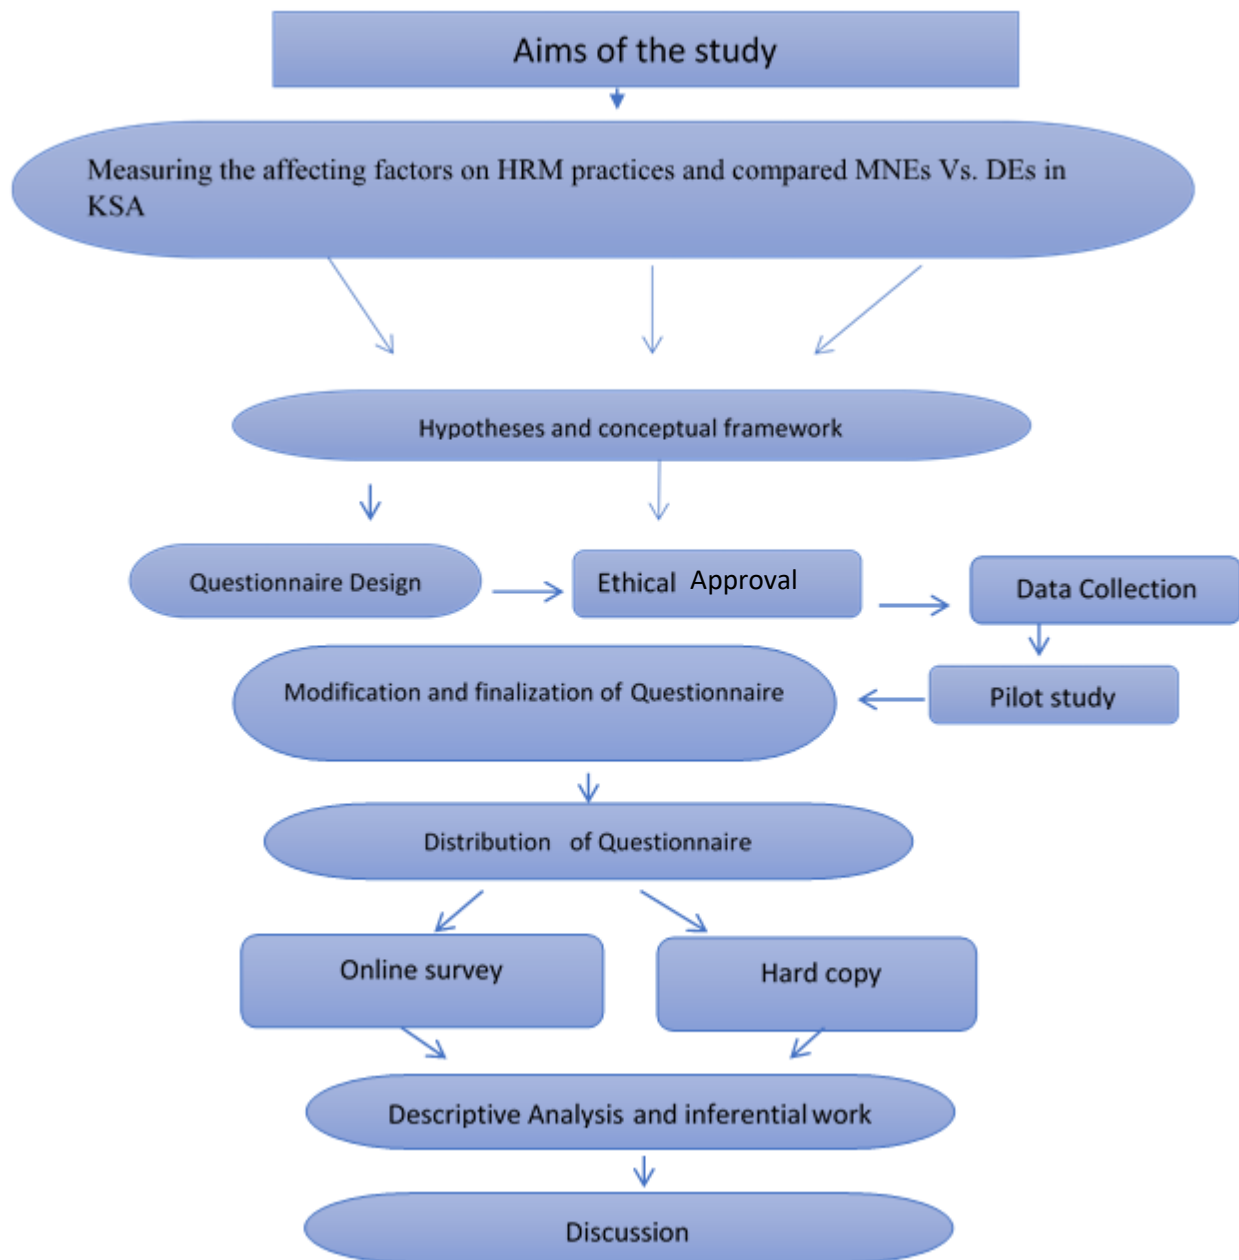 Aims of the study
Measuring the affecting factors on HRM practices and compared MNEs Vs. DEs in
KSA
Hypotheses and conceptual framework
Questionnaire Design
Ethical Approval
Data Collection
Modification and finalization of Questionnaire
Pilot study
Distribution of Questionnaire
Online survey
Hard copy
Descriptive Analysis and inferential work
Discussion